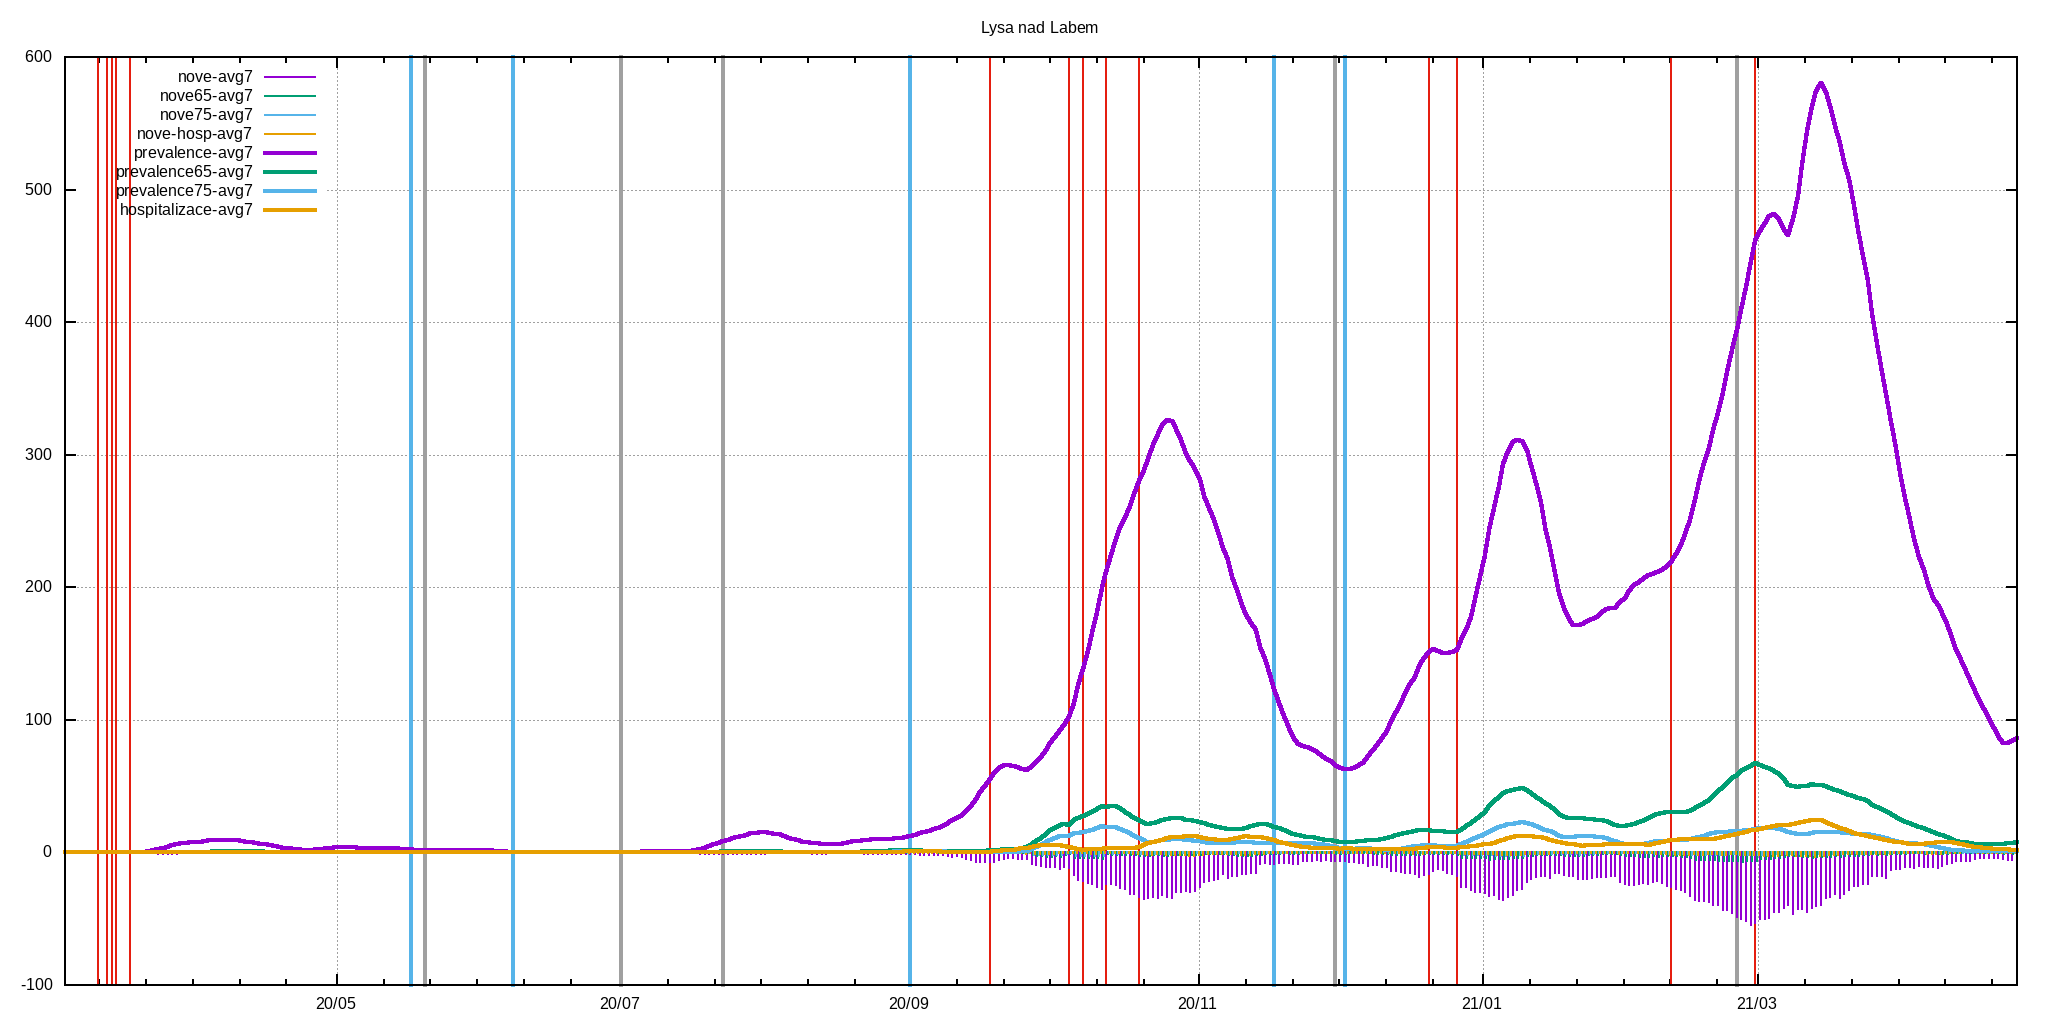 Lysa nad Labem
600
500
400
300
200
100
0
-100
nove-avg7
nove65-avg7
nove75-avg7
nove-hosp-avg7
prevalence-avg7
prevalence65-avg7
prevalence75-avg7
hospitalizace-avg7
20/05
20/07
20/09
20/11
21/01
21/03